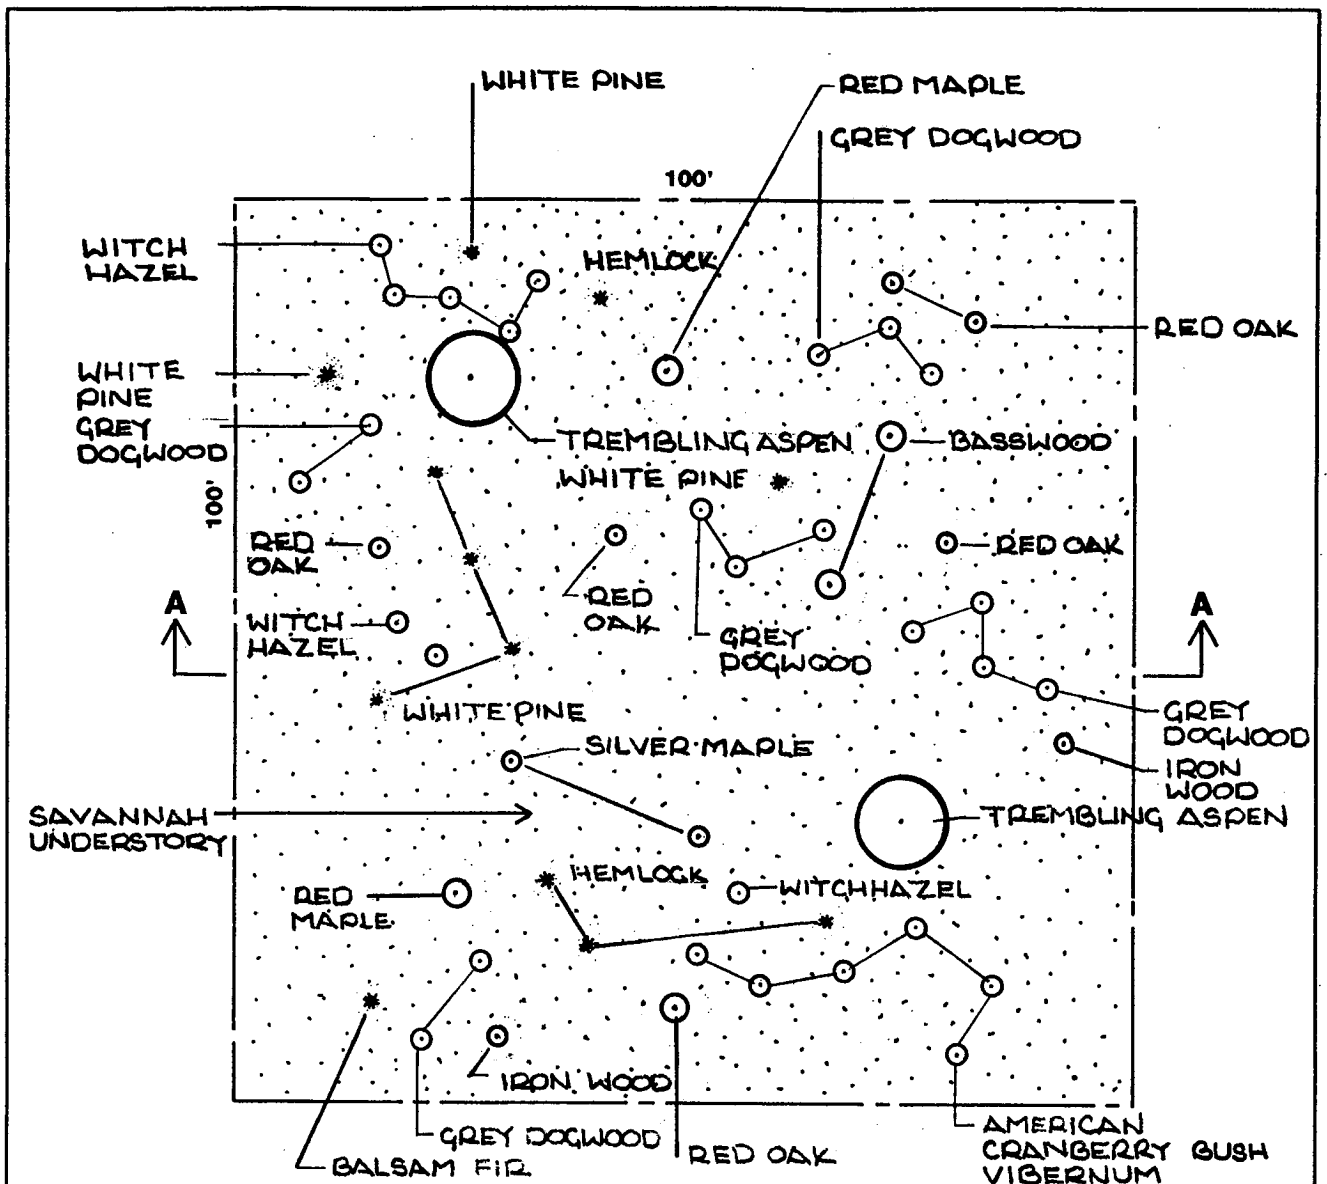 WHITE PINE
RED MAPLE
GREY DOGWOOD
100'
WITCH
HAZEL
HEMLOCK
RED OAK
WHITE
PINE
GREY
DOGWOOD
TREMBLING ASPEN
BASSWOOD
WHITE PINE
100'
RED
OAK
RED
OAK
RED OAK
A
A
WITCH
HAZEL
GREY
DOGWOOD
WHITE PINE
GREY
DOGWOOD
SILVER MAPLE
IRON
WOOD
SAVANNAH
UNDERSTORY
TREMBLING ASPEN
HEMLOCK
WITCHHAZEL
RED
MAPLE
IRON WOOD
GREY DOGWOOD
RED OAK
AMERICAN
CRANBERRY BUSH
VIBERNUM
BALSAM FIR